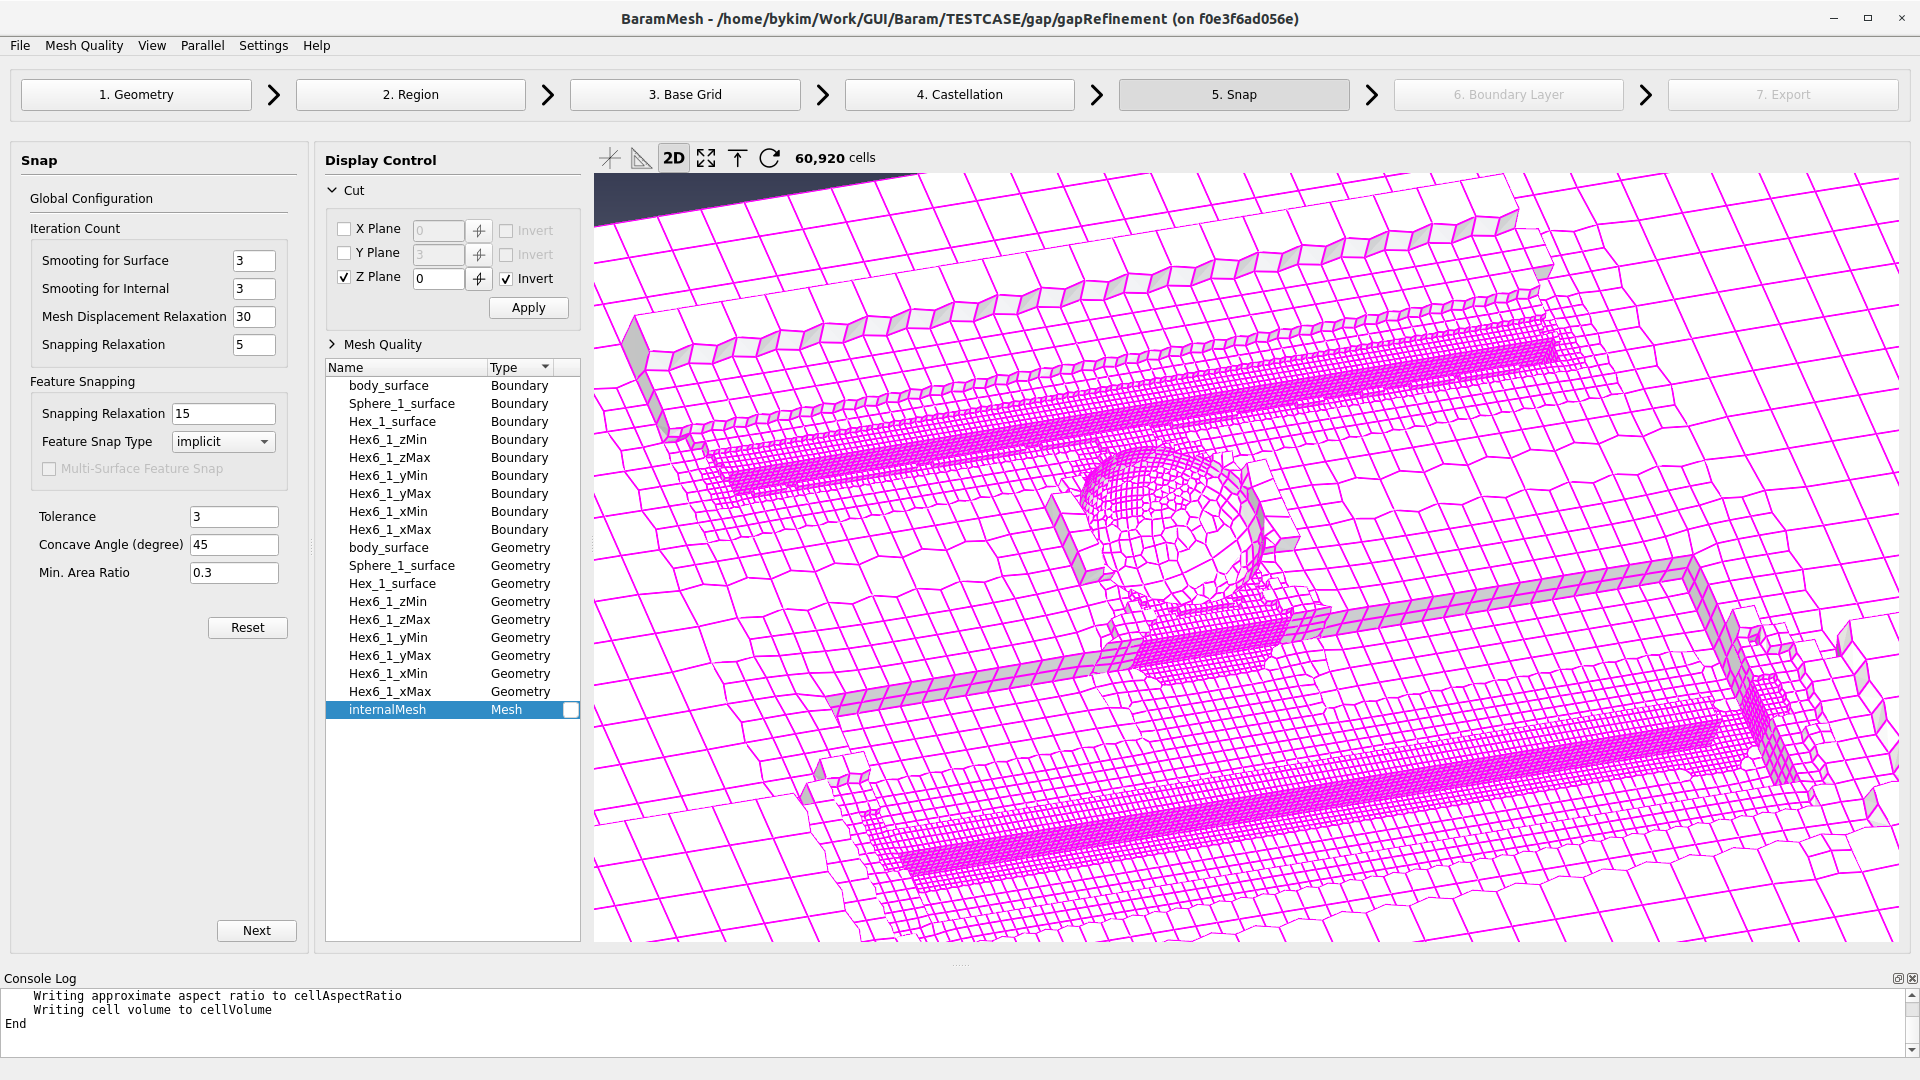 BaramMesh - /home/bykim/Work/GUI/Baram/TESTCASE/gap/gapRefinement (on f0e3f6ad056e)
File Mesh Quality View Parallel Settings Help
1. Geometry 2. Region 3. Base Grid 4. Castellation 5. Snap 6. Boundary Layer 7. Export
Snap
Global Configuration
Iteration Count
Smooting for Surface 3
Smooting for Internal 3
Mesh Displacement Relaxation 30
Snapping Relaxation 5
Feature Snapping
Snapping Relaxation 15
Feature Snap Type implicit
Multi-Surface Feature Snap
Tolerance 3
Concave Angle (degree) 45
Min. Area Ratio 0.3
Reset
Next
Display Control
Cut
X Plane 0 Invert
Y Plane 3 Invert
Z Plane 0 Invert
Apply
Mesh Quality
Name Type
body_surface Boundary
Sphere_1_surface Boundary
Hex_1_surface Boundary
Hex6_1_zMin Boundary
Hex6_1_zMax Boundary
Hex6_1_yMin Boundary
Hex6_1_yMax Boundary
Hex6_1_xMin Boundary
Hex6_1_xMax Boundary
body_surface Geometry
Sphere_1_surface Geometry
Hex_1_surface Geometry
Hex6_1_zMin Geometry
Hex6_1_zMax Geometry
Hex6_1_yMin Geometry
Hex6_1_yMax Geometry
Hex6_1_xMin Geometry
Hex6_1_xMax Geometry
internalMesh Mesh
2D 60,920 cells
Console Log
Writing approximate aspect ratio to cellAspectRatio
Writing cell volume to cellVolume
End